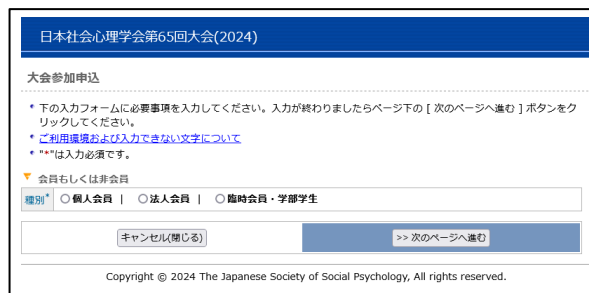 日本社会心理学会第65回大会(2024)
大会参加申込
• 下の入力フォームに必要事項を入力してください。入力が終わりましたらページ下の [ 次のページへ進む ] ボタンをク
リックしてください。
• ご利用環境および入力できない文字について
• "*"は入力必須です。
会員もしくは非会員
種別* ○個人会員 | ○法人会員 | ○臨時会員・学部学生
キャンセル(閉じる) >> 次のページへ進む
Copyright © 2024 The Japanese Society of Social Psychology, All rights reserved.